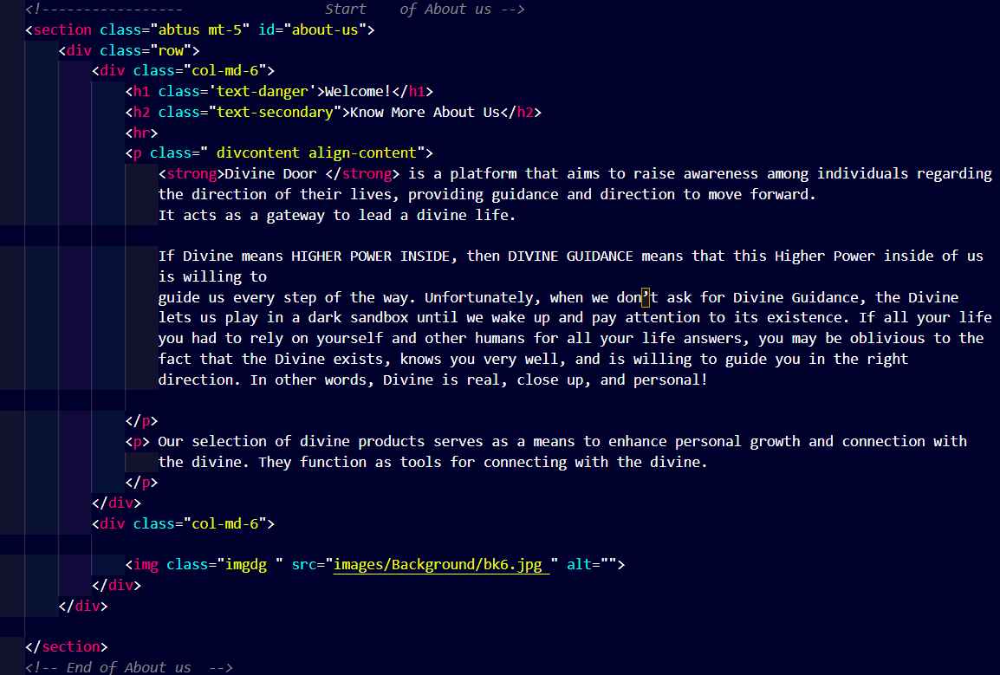 <!----------------- Start of About us -->
<section class="abtus mt-5" id="about-us">
<div class="row">
<div class="col-md-6">
<h1 class='text-danger'>Welcome!</h1>
<h2 class="text-secondary">Know More About Us</h2>
<hr>
<p class=" divcontent align-content">
<strong>Divine Door </strong> is a platform that aims to raise awareness among individuals regarding
the direction of their lives, providing guidance and direction to move forward.
It acts as a gateway to lead a divine life.
If Divine means HIGHER POWER INSIDE, then DIVINE GUIDANCE means that this Higher Power inside of us
is willing to
guide us every step of the way. Unfortunately, when we don’t ask for Divine Guidance, the Divine
lets us play in a dark sandbox until we wake up and pay attention to its existence. If all your life
you had to rely on yourself and other humans for all your life answers, you may be oblivious to the
fact that the Divine exists, knows you very well, and is willing to guide you in the right
direction. In other words, Divine is real, close up, and personal!
</p>
<p> Our selection of divine products serves as a means to enhance personal growth and connection with
the divine. They function as tools for connecting with the divine.
</p>
</div>
<div class="col-md-6">
<img class="imgdg " src="images/Background/bk6.jpg " alt="">
</div>
</div>
</section>
<!-- End of About us -->